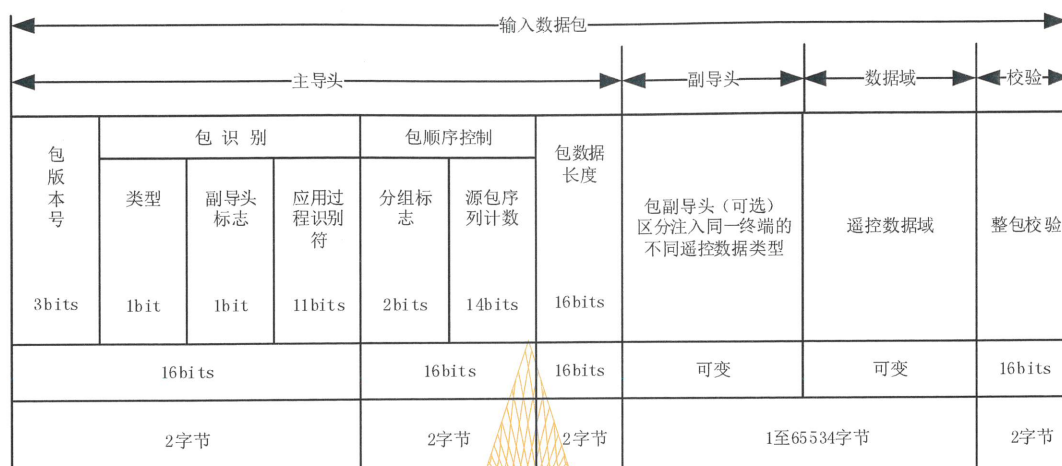 输入数据包
主导头
副导头
数据域
校验
包版本号
包识别
包顺序控制
包数据长度
类型
副导头标志
应用过程识别符
分组标志
源包序列计数
包副导头（可选）
区分注入同一终端的
不同遥控数据类型
遥控数据域
整包校验
3bits
1bit
1bit
11bits
2bits
14bits
16bits
16bits
16bits
16bits
可变
可变
16bits
2字节
2字节
2字节
1至65534字节
2字节